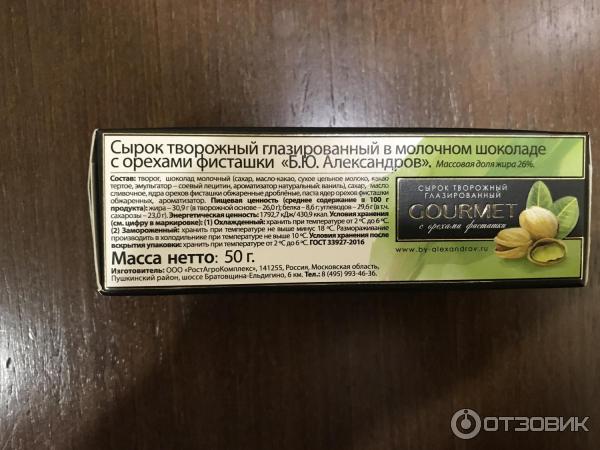 Сырок творожный глазированный в молочном шоколаде
с орехами фисташки «Б.Ю. Александров». Массовая доля жира 26%.
Состав: творог, шоколад молочный (сахар, масло-какао, сухое цельное молоко, какао
тертое, эмульгатор – соевый лецитин, ароматизатор натуральный: ваниль), сахар, масло
сливочное, ядра орехов фисташки обжаренные дробленые, паста ядер орехов фисташки
обжаренных, ароматизатор. Пищевая ценность (среднее содержание в 100 г
продукта): жира – 30,9 г (в творожной основе – 26,0 г; белка – 8,6 г; углеводов – 29,6 г (в т.ч.
сахарозы – 23,0 г). Энергетическая ценность: 1792,7 кДж/ 430,9 ккал. Условия хранения
(см. цифру в маркировке): (1) Охлажденный: хранить при температуре от 2 °С до 6 °С.
(2) Замороженный: хранить при температуре не выше минус 18 °С. Размораживание
производить в холодильнике при температуре не выше 10 °С. Условия хранения после
вскрытия упаковки: хранить при температуре от 2 °С до 6 °С. ГОСТ 33927-2016
Масса нетто: 50 г.
Изготовитель: ООО «РостАгроКомплекс», 141255, Россия, Московская область,
Пушкинский район, шоссе Братовщина-Ельдигино, 6 км. Тел.: 8 (495) 993-46-36.
СЫРОК ТВОРОЖНЫЙ
ГЛАЗИРОВАННЫЙ
GOURMET
с орехами фисташки
www.by-alexandrov.ru
ОТЗОВИК